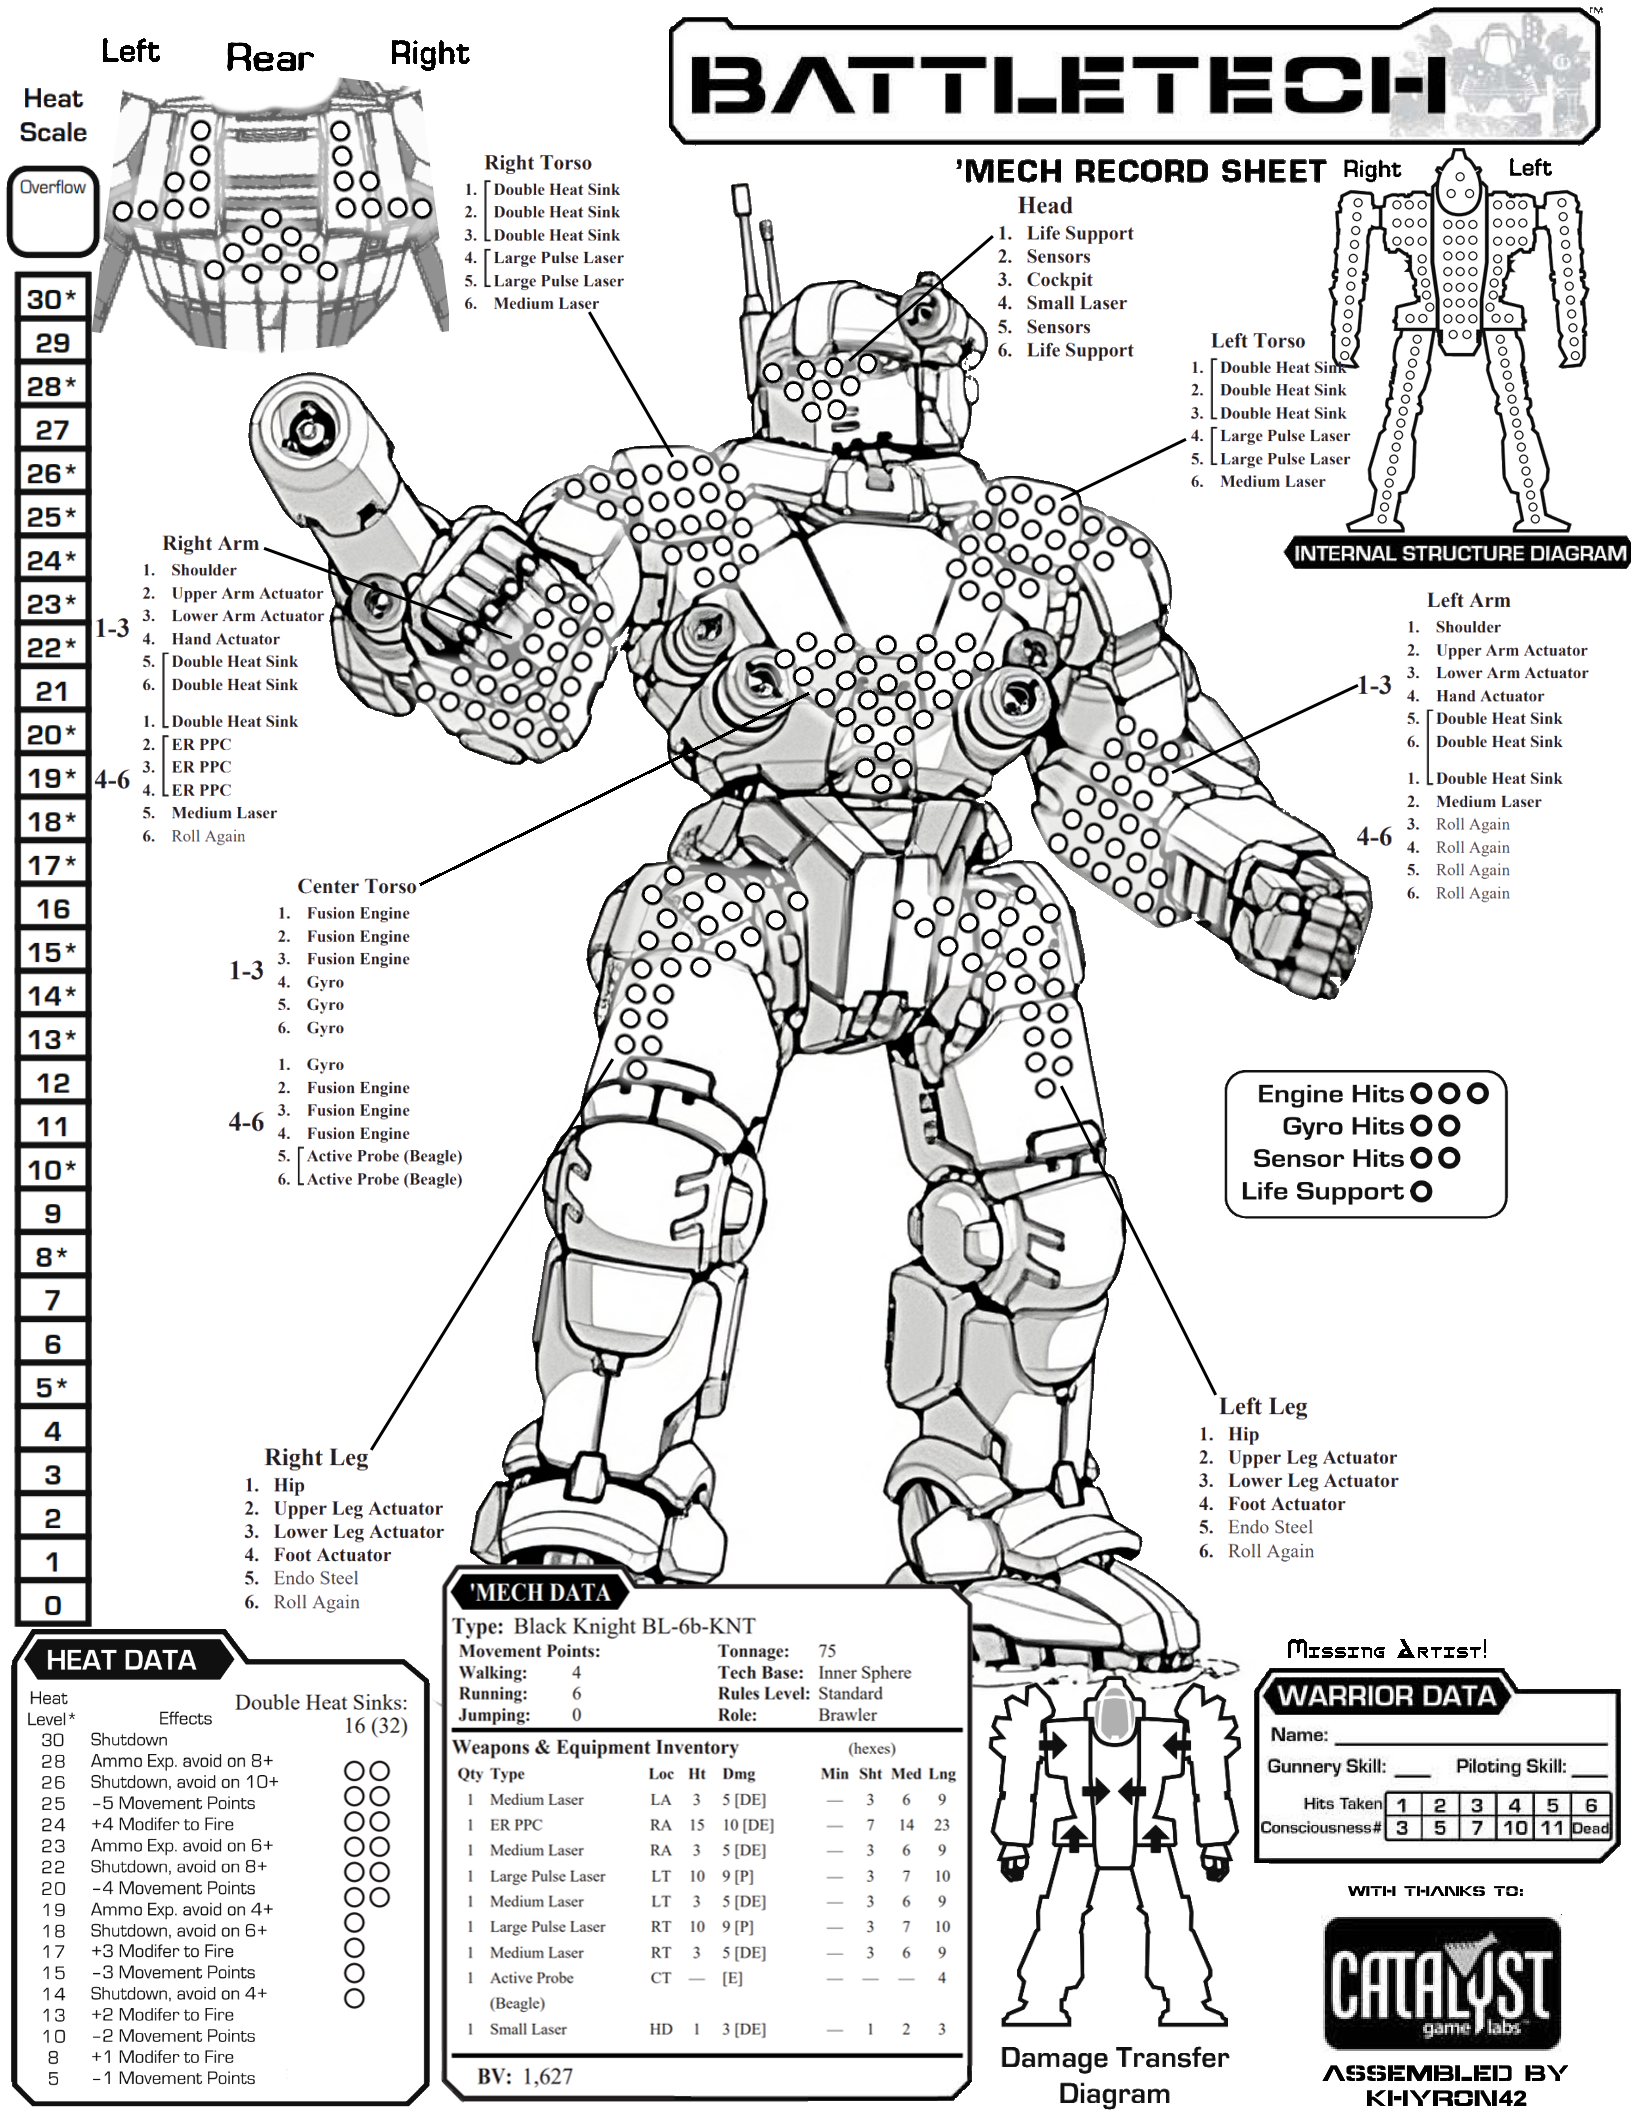 Left Rear Right
BATTLETECH
TM
'MECH RECORD SHEET
Heat
Scale
Overflow
30*
29
28*
27
26*
25*
24*
23*
22*
21
20*
19*
18*
17*
16
15*
14*
13*
12
11
10*
9
8*
7
6
5*
4
3
2
1
0
Right Torso
1. Double Heat Sink
2. Double Heat Sink
3. Double Heat Sink
4. Large Pulse Laser
5. Large Pulse Laser
6. Medium Laser
Head
1. Life Support
2. Sensors
3. Cockpit
4. Small Laser
5. Sensors
6. Life Support
Right Left
INTERNAL STRUCTURE DIAGRAM
Left Torso
1. Double Heat Sink
2. Double Heat Sink
3. Double Heat Sink
4. Large Pulse Laser
5. Large Pulse Laser
6. Medium Laser
Right Arm
1. Shoulder
2. Upper Arm Actuator
3. Lower Arm Actuator
1-3
4. Hand Actuator
5. Double Heat Sink
6. Double Heat Sink
1. Double Heat Sink
2. ER PPC
3. ER PPC
4-6
4. ER PPC
5. Medium Laser
6. Roll Again
Left Arm
1. Shoulder
2. Upper Arm Actuator
3. Lower Arm Actuator
1-3
4. Hand Actuator
5. Double Heat Sink
6. Double Heat Sink
1. Double Heat Sink
2. Medium Laser
3. Roll Again
4-6
4. Roll Again
5. Roll Again
6. Roll Again
Center Torso
1. Fusion Engine
2. Fusion Engine
3. Fusion Engine
1-3
4. Gyro
5. Gyro
6. Gyro
1. Gyro
2. Fusion Engine
3. Fusion Engine
4-6
4. Fusion Engine
5. Active Probe (Beagle)
6. Active Probe (Beagle)
Engine Hits
Gyro Hits
Sensor Hits
Life Support
Right Leg
1. Hip
2. Upper Leg Actuator
3. Lower Leg Actuator
4. Foot Actuator
5. Endo Steel
6. Roll Again
Left Leg
1. Hip
2. Upper Leg Actuator
3. Lower Leg Actuator
4. Foot Actuator
5. Endo Steel
6. Roll Again
HEAT DATA
Heat
Level* Effects
Double Heat Sinks:
16 (32)
30 Shutdown
28 Ammo Exp. avoid on 8+
26 Shutdown, avoid on 10+
25 -5 Movement Points
24 +4 Modifer to Fire
23 Ammo Exp. avoid on 6+
22 Shutdown, avoid on 8+
20 -4 Movement Points
19 Ammo Exp. avoid on 4+
18 Shutdown, avoid on 6+
17 +3 Modifer to Fire
15 -3 Movement Points
14 Shutdown, avoid on 4+
13 +2 Modifer to Fire
10 -2 Movement Points
8 +1 Modifer to Fire
5 -1 Movement Points
'MECH DATA
Type: Black Knight BL-6b-KNT
Movement Points: Tonnage: 75
Walking: 4 Tech Base: Inner Sphere
Running: 6 Rules Level: Standard
Jumping: 0 Role: Brawler
Weapons & Equipment Inventory (hexes)
Qty Type Loc Ht Dmg Min Sht Med Lng
1 Medium Laser LA 3 5 [DE] — 3 6 9
1 ER PPC RA 15 10 [DE] — 7 14 23
1 Medium Laser RA 3 5 [DE] — 3 6 9
1 Large Pulse Laser LT 10 9 [P] — 3 7 10
1 Medium Laser LT 3 5 [DE] — 3 6 9
1 Large Pulse Laser RT 10 9 [P] — 3 7 10
1 Medium Laser RT 3 5 [DE] — 3 6 9
1 Active Probe CT — [E] — — — 4
(Beagle)
1 Small Laser HD 1 3 [DE] — 1 2 3
BV: 1,627
Damage Transfer
Diagram
Missing Artist!
WARRIOR DATA
Name:
Gunnery Skill: Piloting Skill:
Hits Taken 1 2 3 4 5 6
Consciousness# 3 5 7 10 11 Dead
WITH THANKS TO:
CATALYST
game labs
ASSEMBLED BY
KHYRON42